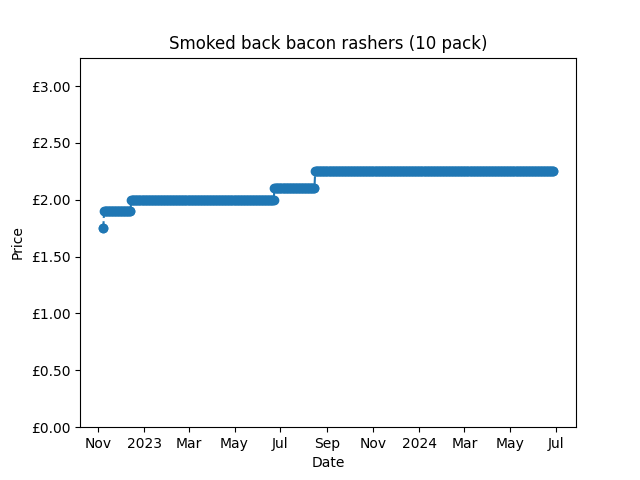 Smoked back bacon rashers (10 pack)
£3.00
£2.50
£2.00
£1.50
£1.00
£0.50
£0.00
Price
Nov 2023 Mar May Jul Sep Nov 2024 Mar May Jul
Date